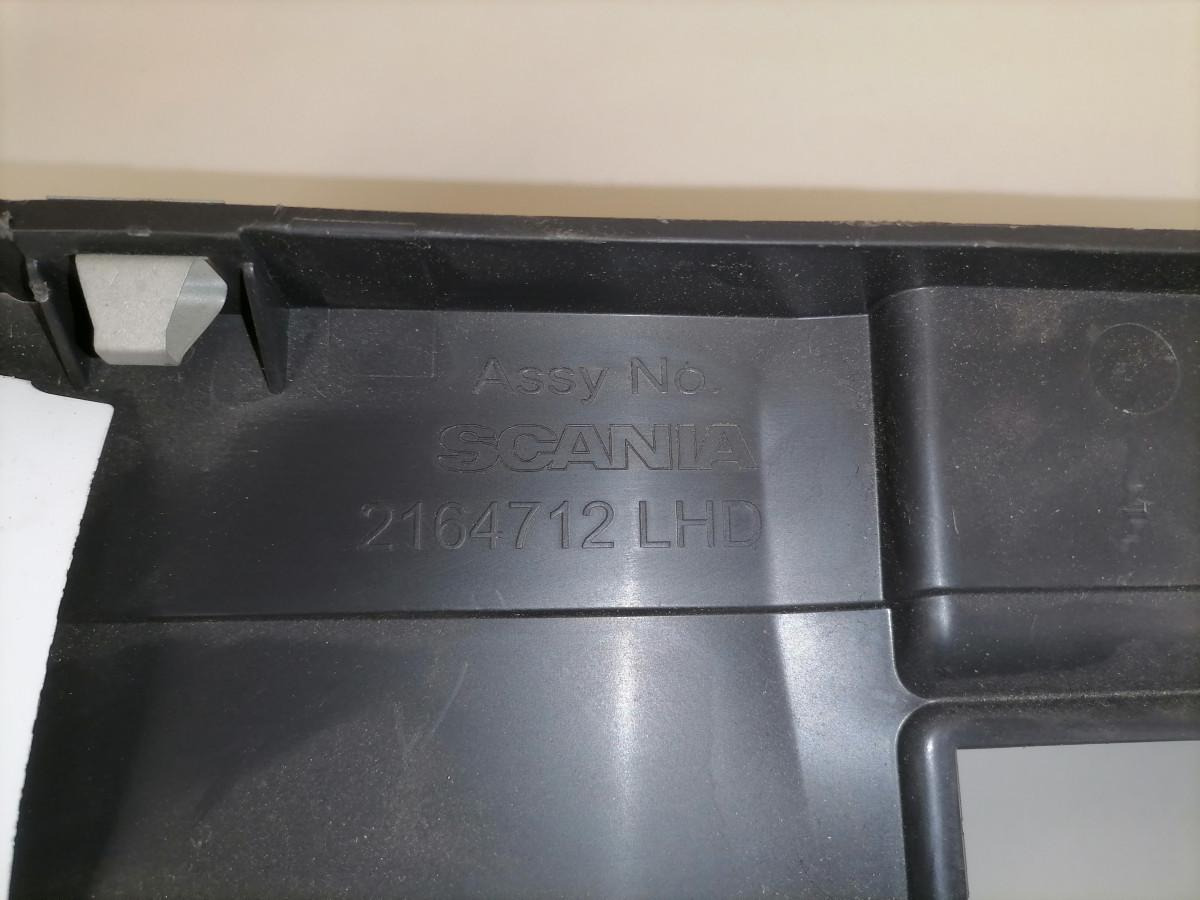 Assy No.
SCANIA
2164712 LHD